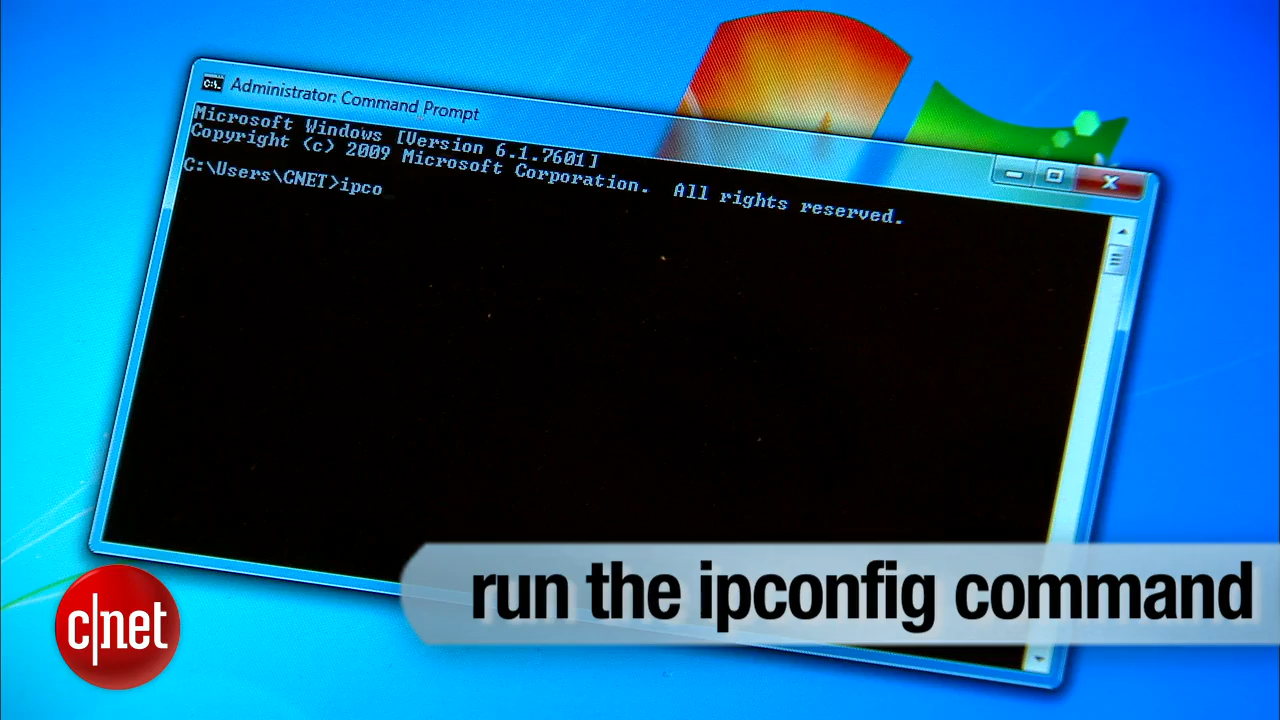 C:\. Administrator: Command Prompt
Microsoft Windows [Version 6.1.7601]
Copyright (c) 2009 Microsoft Corporation.  All rights reserved.
C:\Users\CNET>ipco
run the ipconfig command
c|net